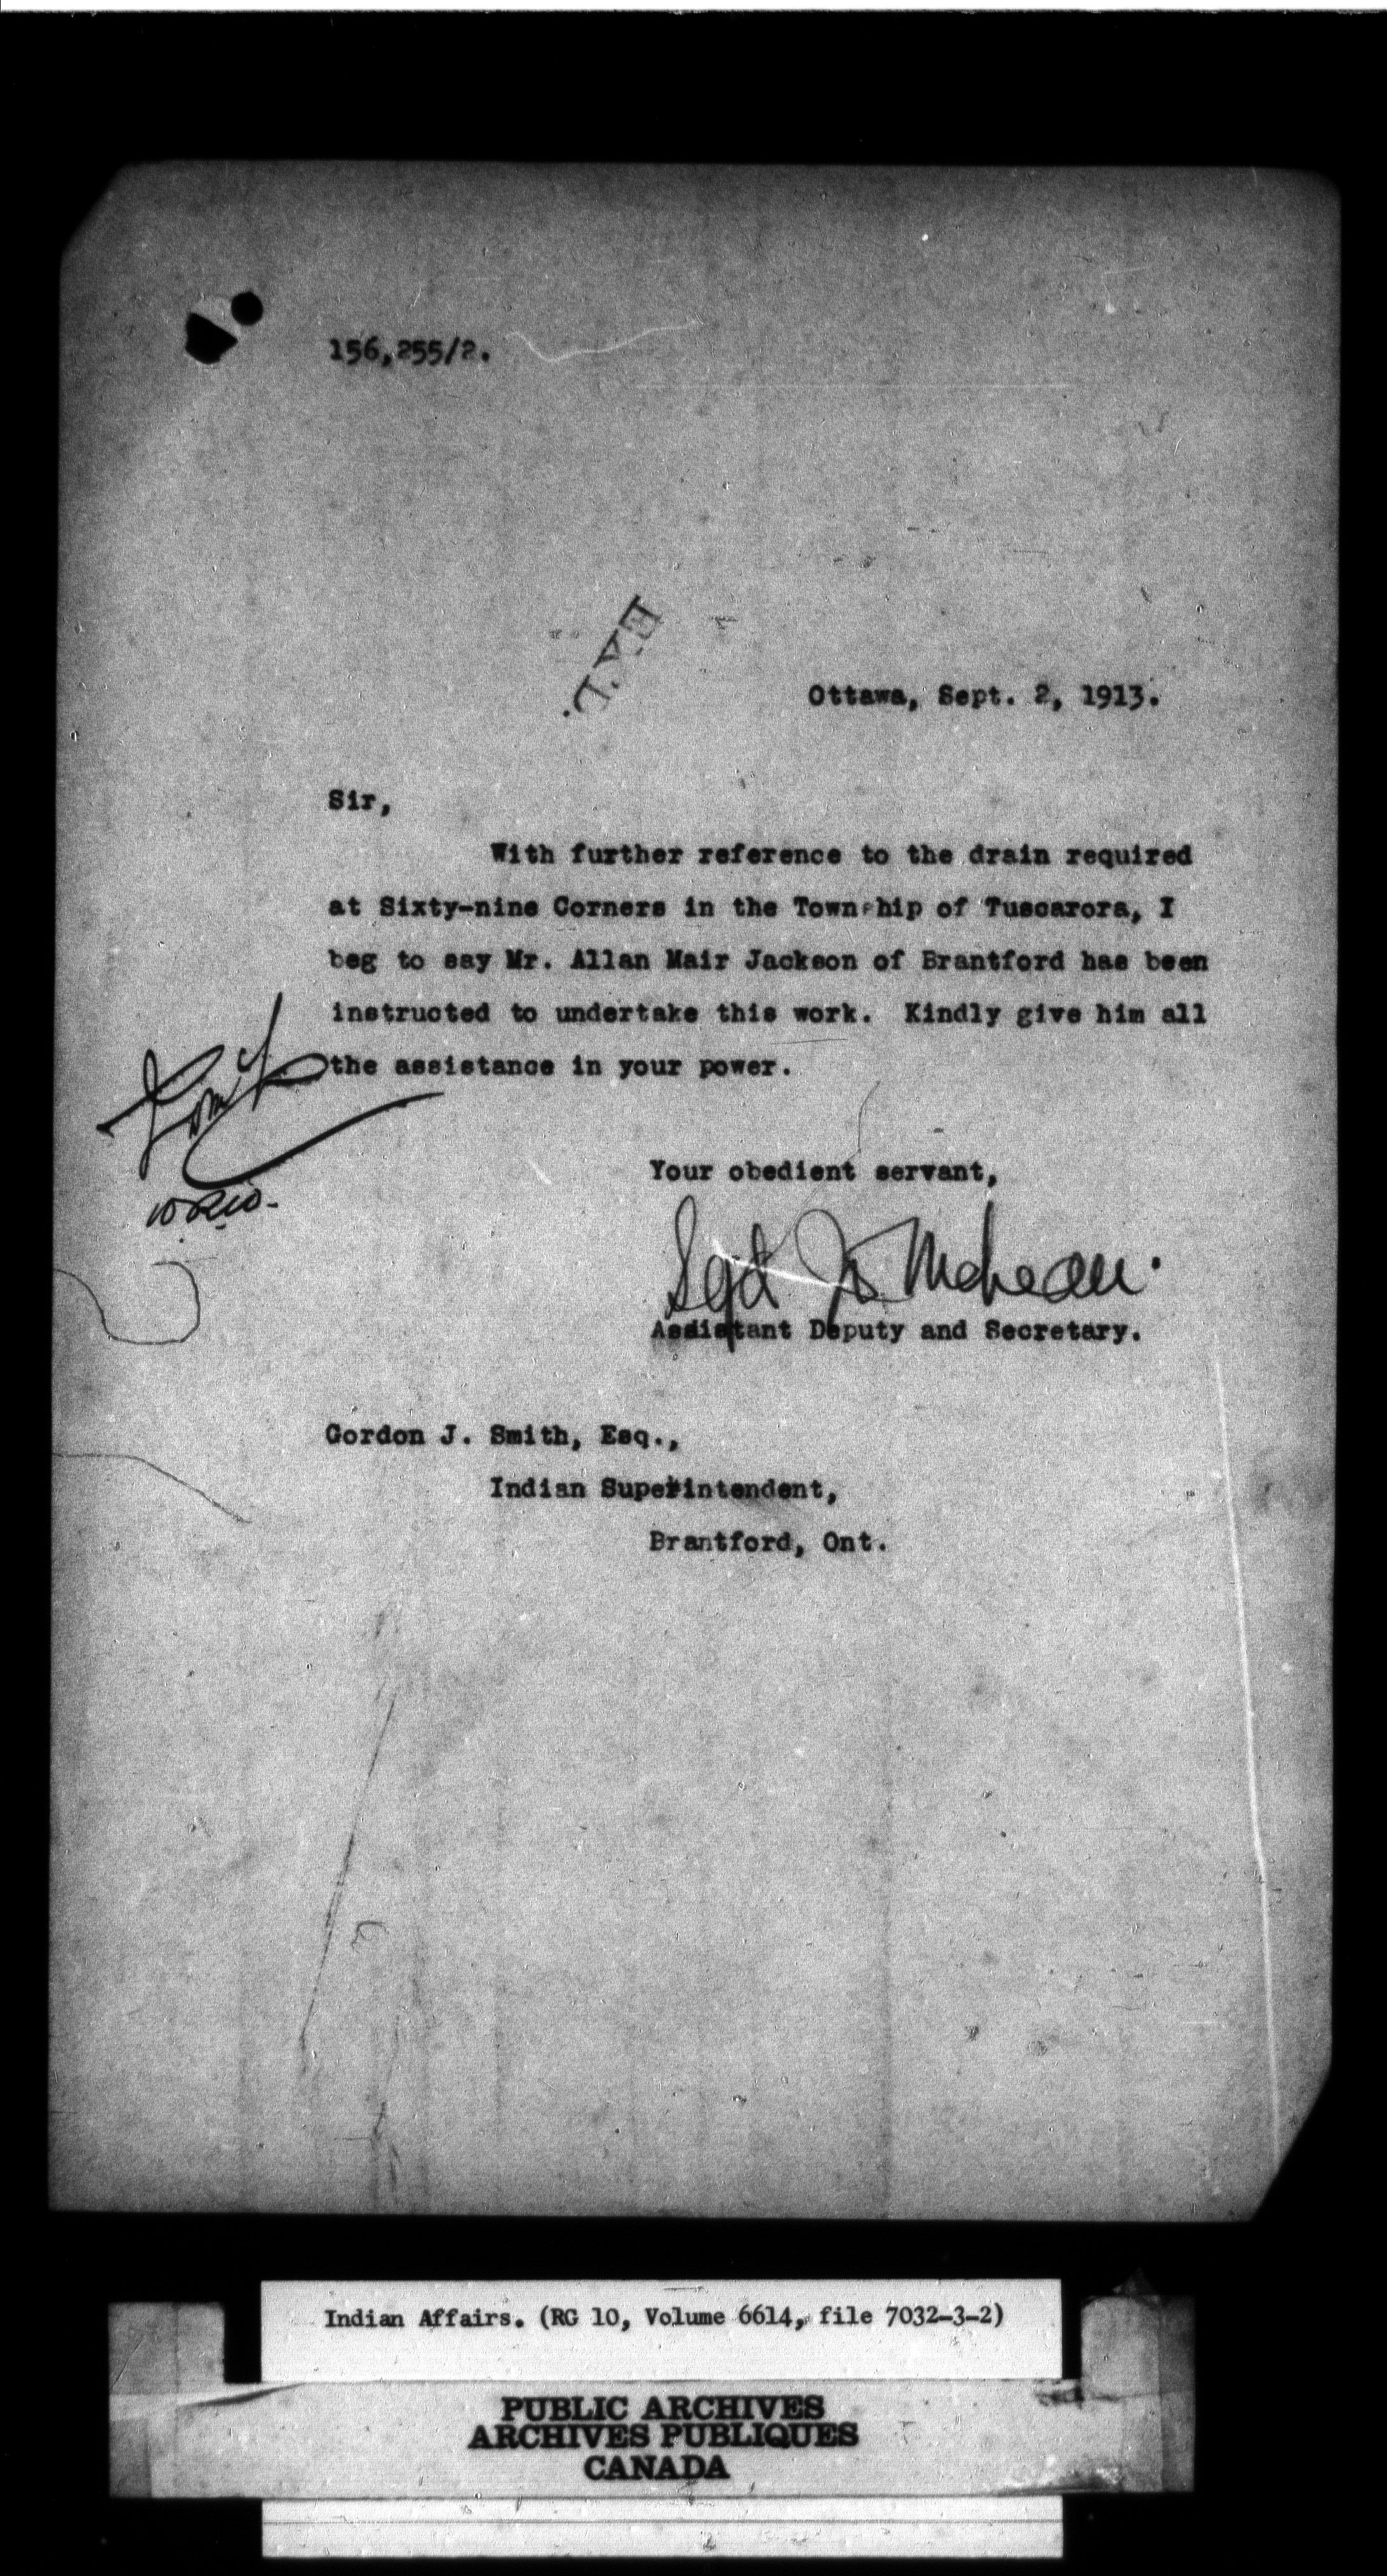 156,255/2.
Ottawa, Sept. 2, 1913.
Sir,
With further reference to the drain required
at Sixty-nine Corners in the Township of Tuscarora, I
beg to say Mr. Allan Mair Jackson of Brantford has been
instructed to undertake this work. Kindly give him all
the assistance in your power.
Your obedient servant,
Sgd J. D. McLean.
Assistant Deputy and Secretary.
Gordon J. Smith, Esq.,
Indian Superintendent,
Brantford, Ont.
Indian Affairs. (RG 10, Volume 6614, file 7032-3-2)
PUBLIC ARCHIVES
ARCHIVES PUBLIQUES
CANADA